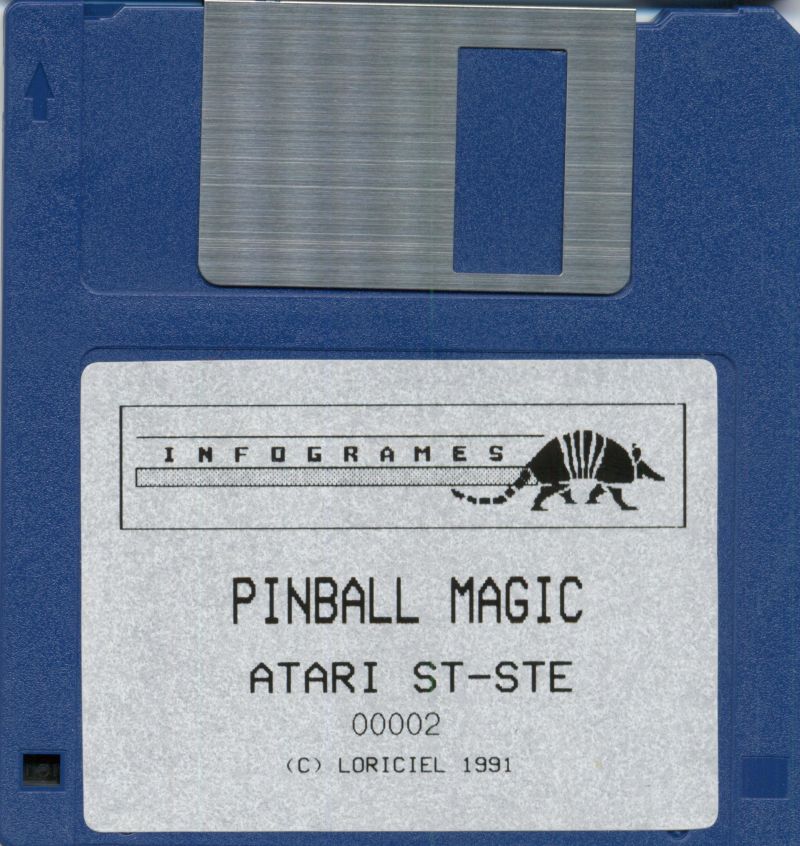 INFOGRAMES
PINBALL MAGIC
ATARI ST-STE
00002
(C) LORICIEL 1991